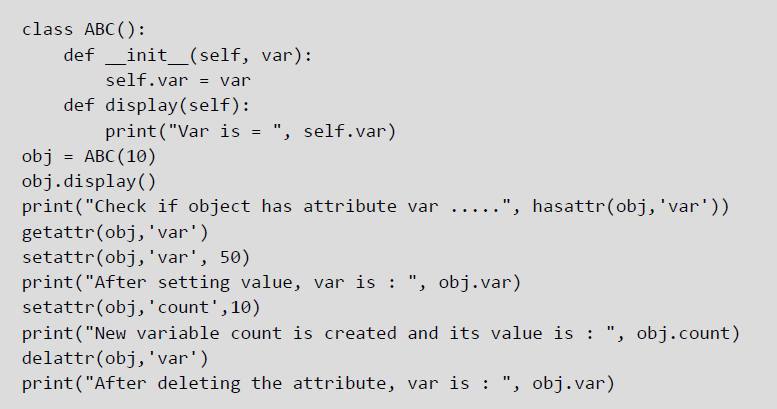 class ABC():
    def __init__(self, var):
        self.var = var
    def display(self):
        print("Var is = ", self.var)
obj = ABC(10)
obj.display()
print("Check if object has attribute var .....", hasattr(obj,'var'))
getattr(obj,'var')
setattr(obj,'var', 50)
print("After setting value, var is : ", obj.var)
setattr(obj,'count',10)
print("New variable count is created and its value is : ", obj.count)
delattr(obj,'var')
print("After deleting the attribute, var is : ", obj.var)